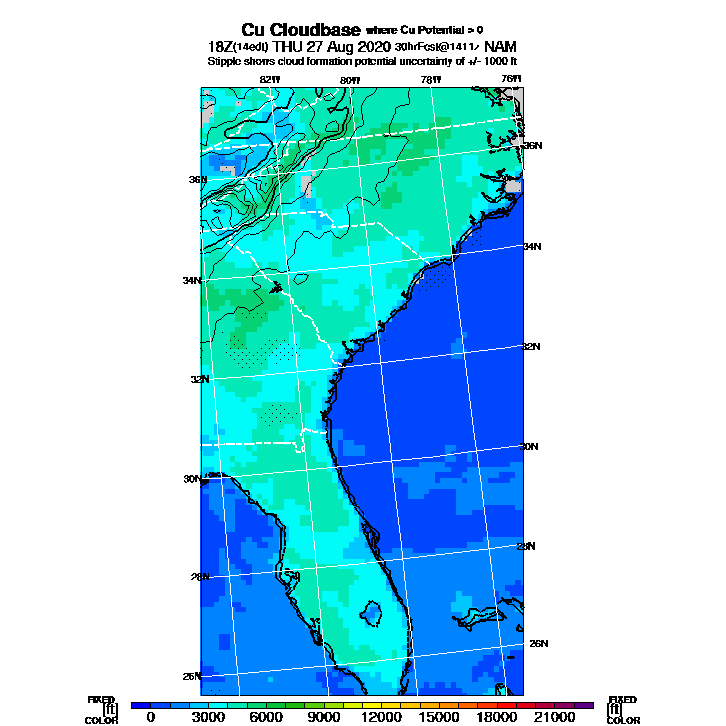 Cu Cloudbase where Cu Potential > 0
18Z(14edt) THU 27 Aug 2020 30hrFcst@1411z NAM
Stipple shows cloud formation potential uncertainty of +/- 1000 ft
82W 80W 78W 76W
36N
36N
34N
34N
32N
32N
30N
30N
28N
28N
26N
26N
FIXED [ft] COLOR
0 3000 6000 9000 12000 15000 18000 21000
FIXED [ft] COLOR